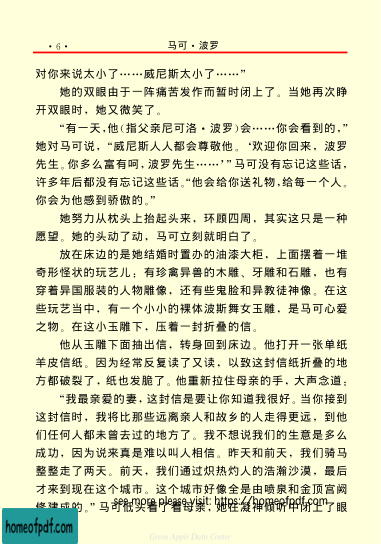 · 6 ·
马可·波罗
对你来说太小了……威尼斯太小了……”
她的双眼由于一阵痛苦发作而暂时闭上了。当她再次睁
开双眼时，她又微笑了。
“有一天，他(指父亲尼可洛·波罗)会……你会看到的，”
她对马可说，“威尼斯人人都会尊敬他。‘欢迎你回来，波罗
先生。你多么富有呵，波罗先生……’”马可没有忘记这些话，
许多年后都没有忘记这些话。“他会给你送礼物，给每一个人。
你会为他感到骄傲的。”
她努力从枕头上抬起头来，环顾四周，其实这只是一种
愿望。她的头动了动，马可立刻就明白了。
放在床边的是她结婚时置办的油漆大柜，上面摆着一堆
奇形怪状的玩艺儿；有珍禽异兽的木雕、牙雕和石雕，也有
穿着异国服装的人物雕像，还有些鬼脸和异教徒神像。在这
些玩艺当中，有一个小小的裸体波斯舞女玉雕，是马可心爱
之物。在这小玉雕下，压着一封折叠的信。
他从玉雕下面抽出信，转身回到床边。他打开一张单纸
羊皮信纸。因为经常反复读了又读，以致这封信纸折叠的地
方都破裂了，纸也发脆了。他重新拉住母亲的手，大声念道：
“我最亲爱的妻，这封信是要让你知道我很好。当你接到
这封信时，我将比那些远离亲人和故乡的人走得更远，到他
们任何人都未曾去过的地方了。我不想说我们的生意是多么
成功，因为说来真是难以叫人相信。昨天和前天，我们骑马
整整走了两天。前天，我们通过炽热灼人的浩瀚沙漠，最后
才来到现在这个城市。这个城市好像全是由喷泉和金顶宫阙
修建成的。”马可抬头看了看母亲，她在凝神倾听中闭上了眼
see more please visit: https://homeofpdf.com
homeofpdf.com
Green Apple Data Center